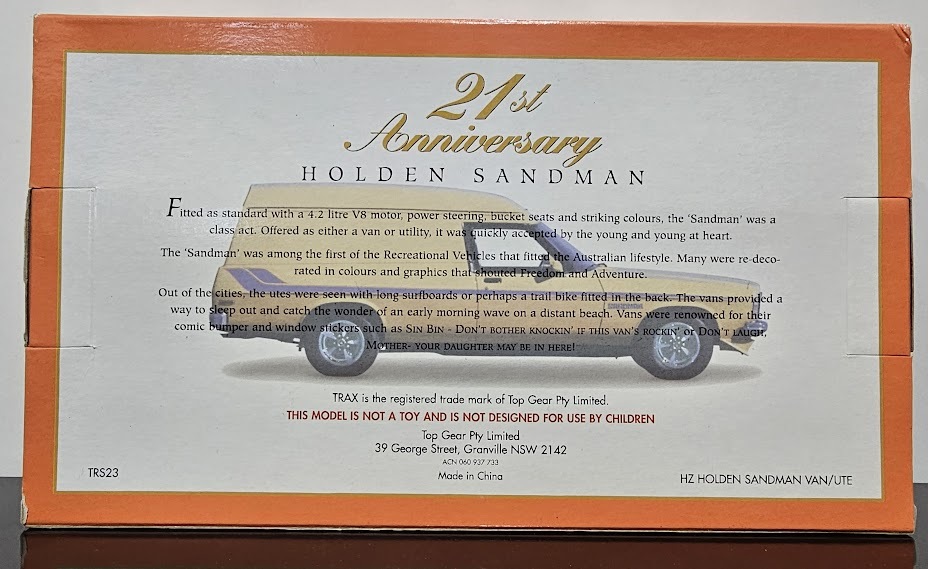 21st
Anniversary
HOLDEN SANDMAN
Fitted as standard with a 4.2 litre V8 motor, power steering, bucket seats and striking colours, the ‘Sandman’ was a
class act. Offered as either a van or utility, it was quickly accepted by the young and young at heart.
The ‘Sandman’ was among the first of the Recreational Vehicles that fitted the Australian lifestyle. Many were re-deco-
rated in colours and graphics that shouted Freedom and Adventure.
Out of the cities, the utes were seen with long surfboards or perhaps a trail bike fitted in the back. The vans provided a
way to sleep out and catch the wonder of an early morning wave on a distant beach. Vans were renowned for their
comic bumper and window stickers such as SIN BIN - DON'T BOTHER KNOCKIN' IF THIS VAN'S ROCKIN' or DON'T LAUGH,
MOTHER- YOUR DAUGHTER MAY BE IN HERE!
TRAX is the registered trade mark of Top Gear Pty Limited.
THIS MODEL IS NOT A TOY AND IS NOT DESIGNED FOR USE BY CHILDREN
Top Gear Pty Limited
39 George Street, Granville NSW 2142
ACN 060 937 733
Made in China
TRS23
HZ HOLDEN SANDMAN VAN/UTE